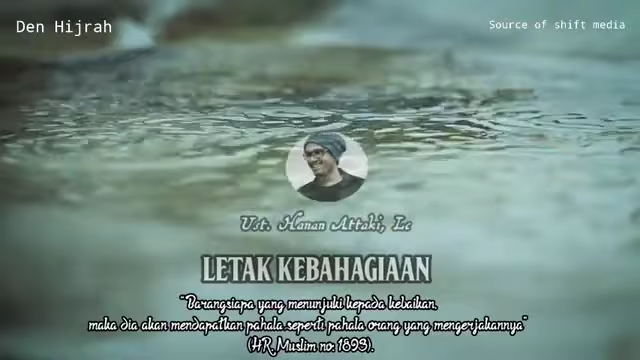 Den Hijrah
Source of shift media
Ust. Hanan Attaki, Lc
LETAK KEBAHAGIAAN
"Barangsiapa yang menunjuki kepada kebaikan,
maka dia akan mendapatkan pahala seperti pahala orang yang mengerjakannya"
(HR. Muslim no. 1893).